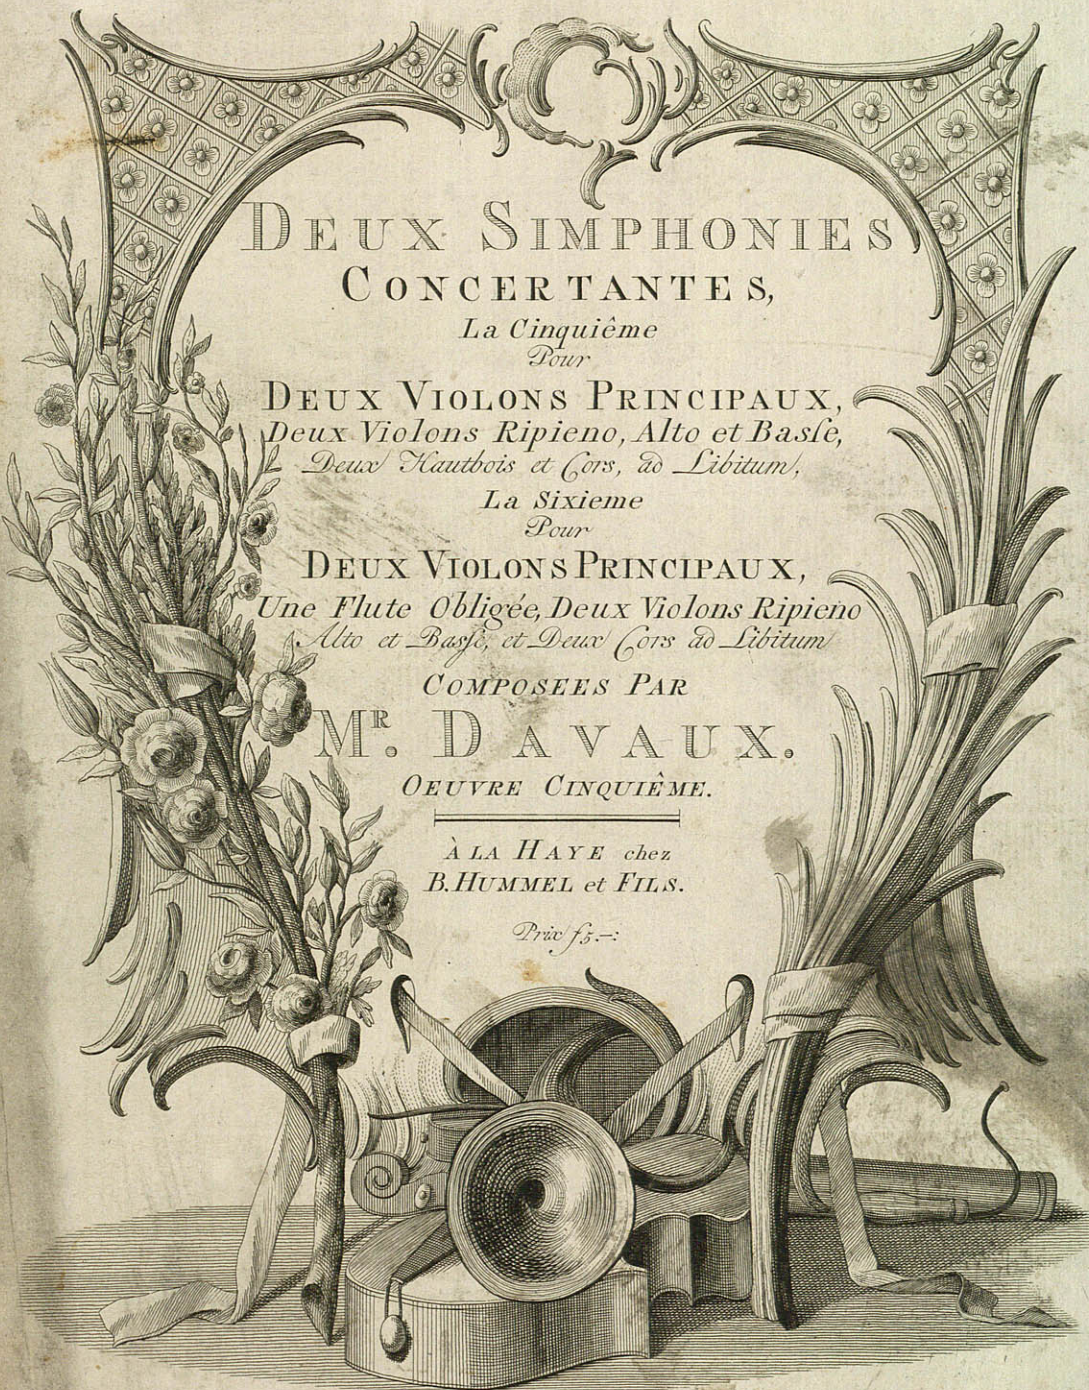 DEUX SIMPHONIES
CONCERTANTES,
La Cinquiême
Pour
DEUX VIOLONS PRINCIPAUX,
Deux Violons Ripieno, Alto et Basse,
Deux Hautbois et Cors, ad Libitum,
La Sixieme
Pour
DEUX VIOLONS PRINCIPAUX,
Une Flute Obligée, Deux Violons Ripieno
Alto et Basse, et Deux Cors ad Libitum
COMPOSEES PAR
MR. DAVAUX.
OEUVRE CINQUIÊME.
À LA HAYE chez
B. HUMMEL et FILS.
Prix f5.–: